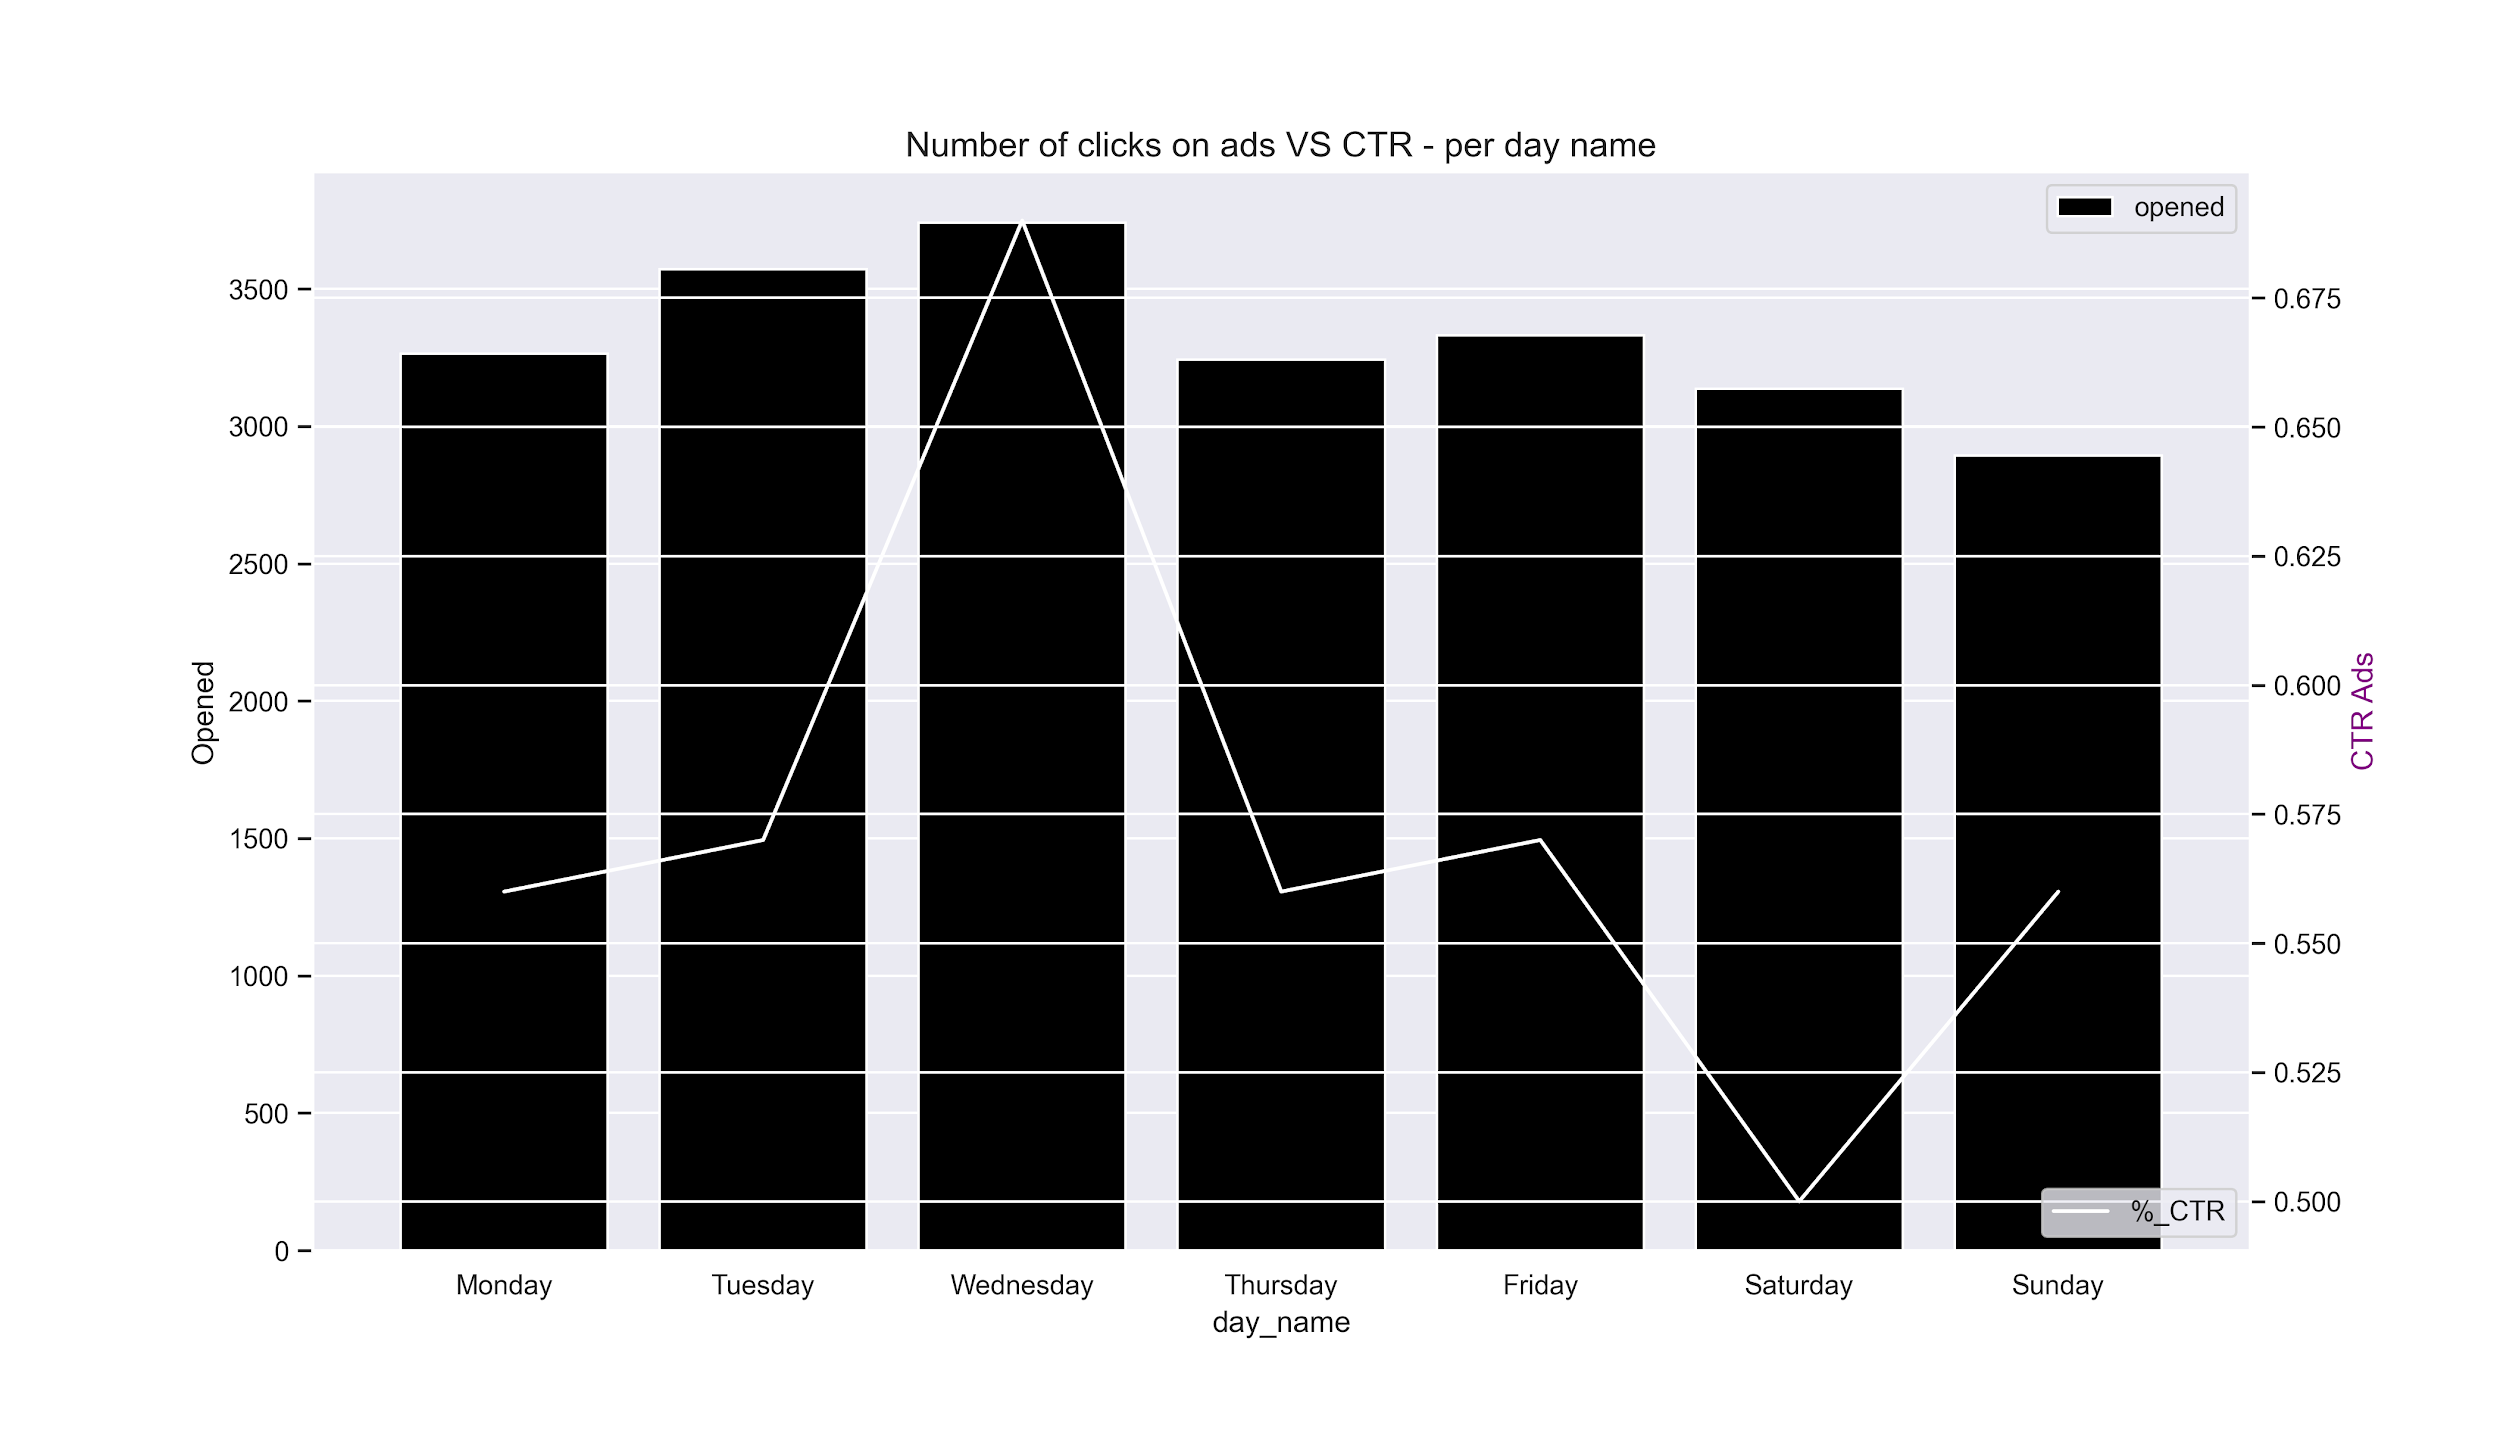 Number of clicks on ads VS CTR - per day name
opened
3500
3000
2500
2000
1500
1000
500
0
Opened
0.675
0.650
0.625
0.600
0.575
0.550
0.525
0.500
CTR Ads
%_CTR
Monday Tuesday Wednesday Thursday Friday Saturday Sunday
day_name